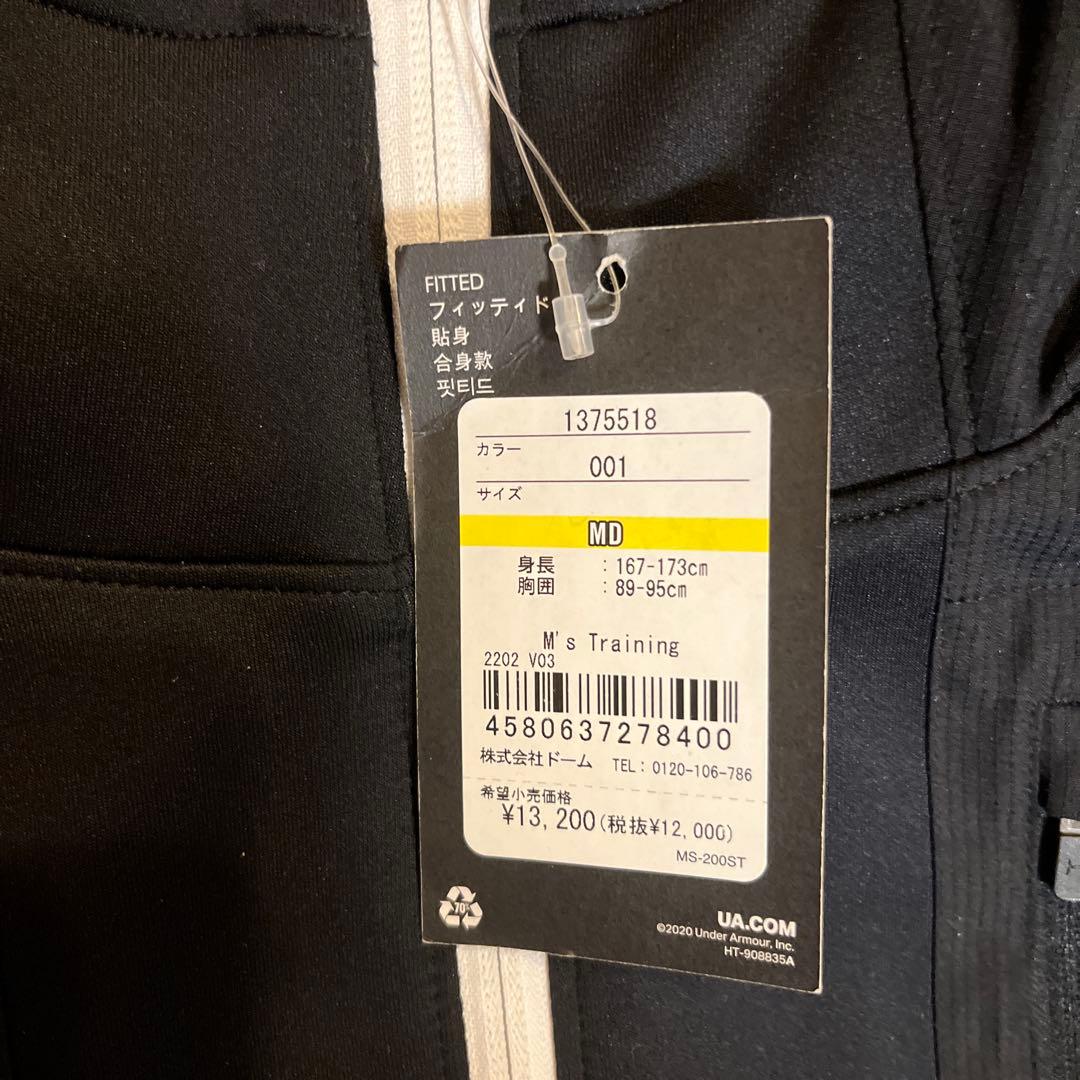 FITTED
フィッティド
貼身
合身款
핏티드
1375518
カラー
001
サイズ
MD
身長 : 167-173cm
胸囲 : 89-95cm
M's Training
2202 V03
4580637278400
株式会社ドーム TEL: 0120-106-786
希望小売価格
¥13,200(税抜¥12,000)
MS-200ST
70%
UA.COM
©2020 Under Armour, Inc.
HT-908835A